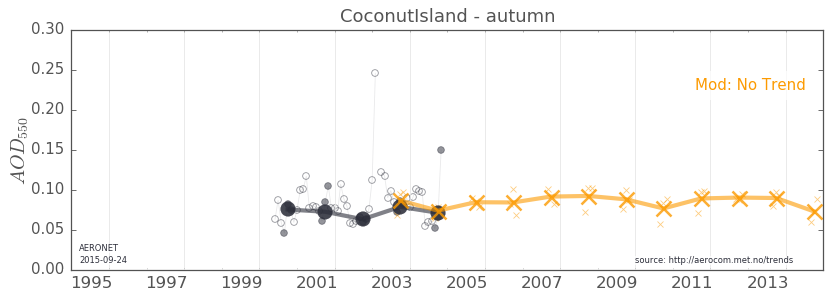 CoconutIsland - autumn
0.30
0.25
0.20
0.15
0.10
0.05
0.00
AOD550
Mod: No Trend
AERONET
2015-09-24
source: http://aerocom.met.no/trends
1995 1997 1999 2001 2003 2005 2007 2009 2011 2013